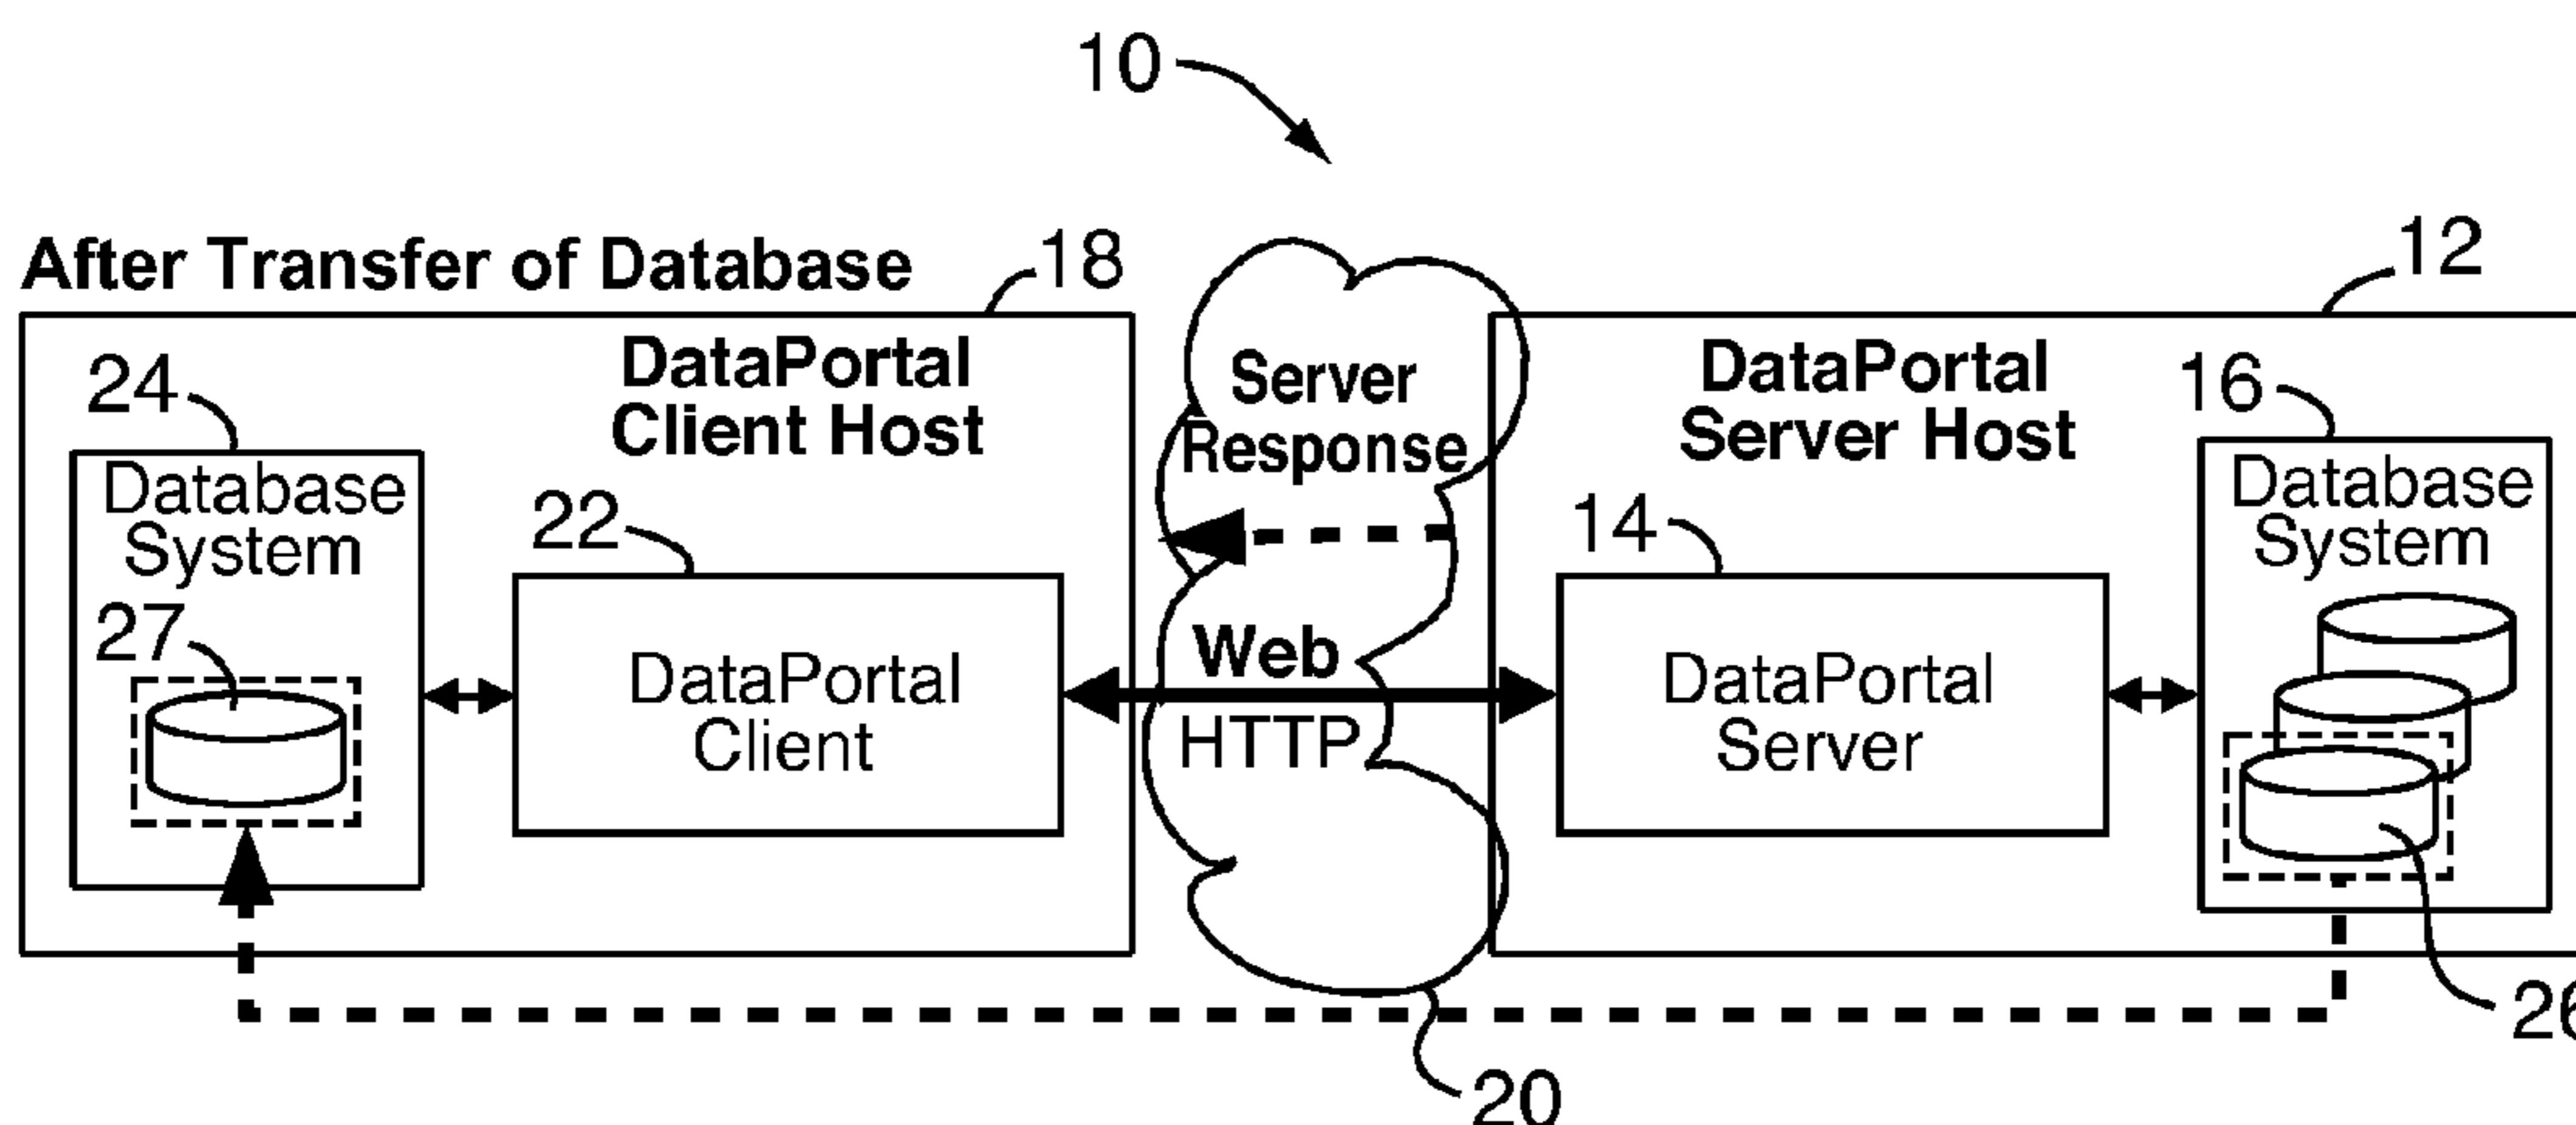 10
After Transfer of Database
18
12
DataPortal
Client Host
24
Database
System
22
27
DataPortal
Client
Server
Response
Web
HTTP
DataPortal
Server Host
16
Database
System
14
DataPortal
Server
26
20